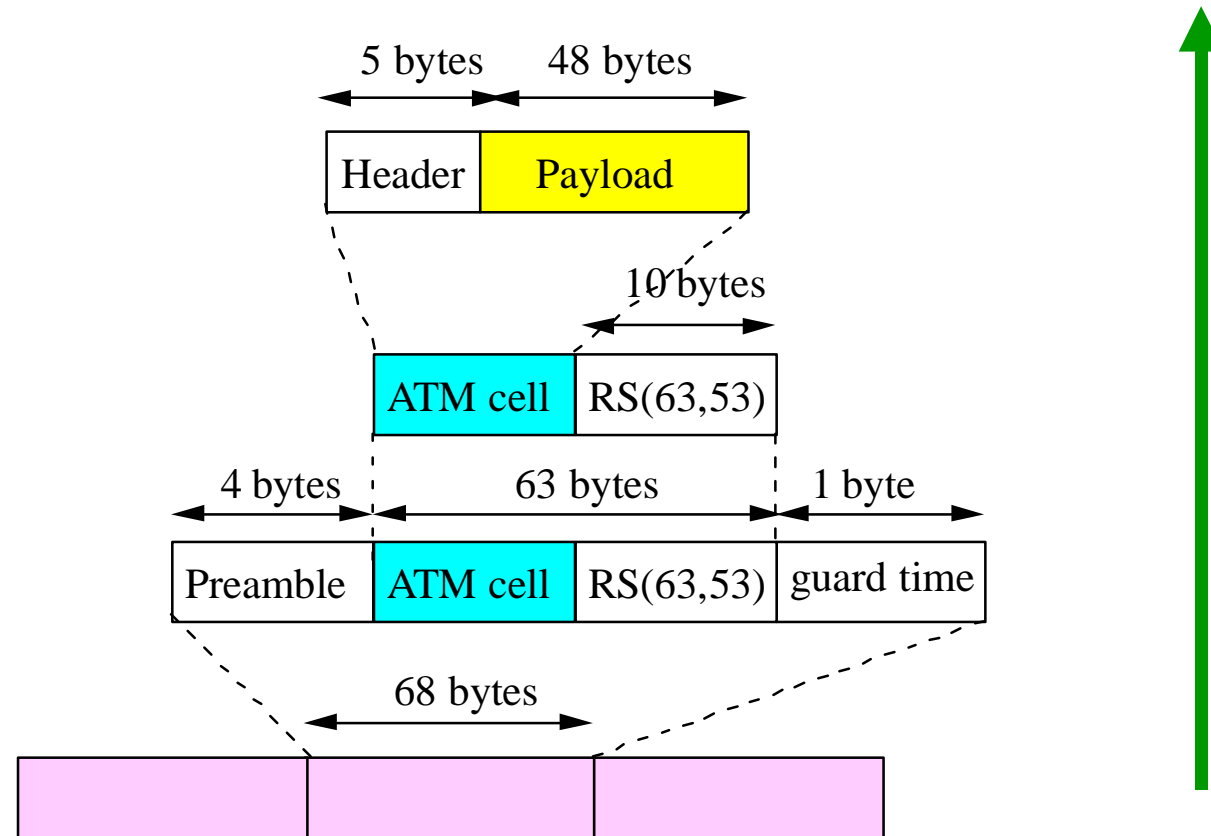 5 bytes 48 bytes
Header Payload
10 bytes
ATM cell RS(63,53)
4 bytes 63 bytes 1 byte
Preamble ATM cell RS(63,53) guard time
68 bytes